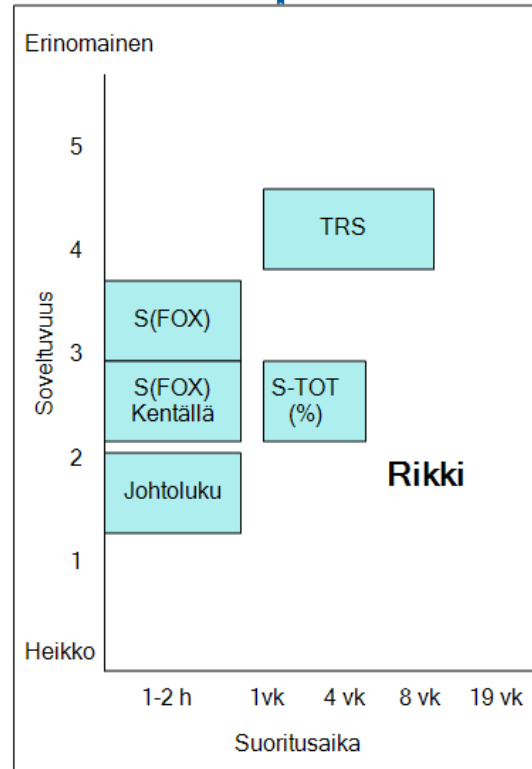 Erinomainen
5
TRS
4
S(FOX)
3
S(FOX)
Kentällä
S-TOT
(%)
Soveltuvuus
2
Rikki
Johtoluku
1
Heikko
1-2 h
1vk
4 vk
8 vk
19 vk
Suoritusaika